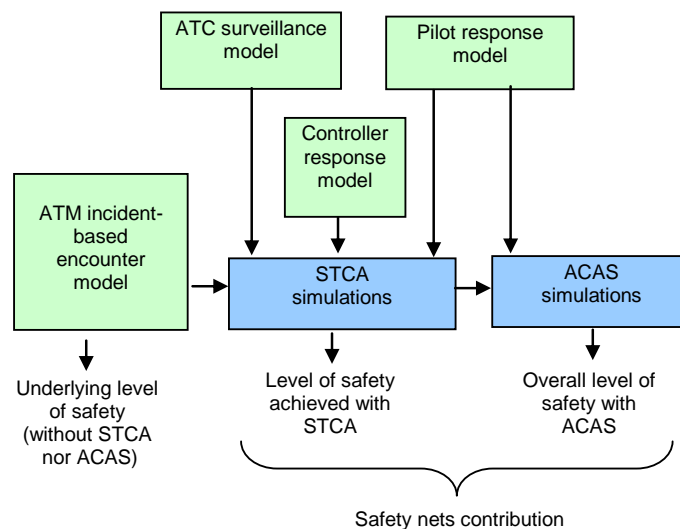 ATC surveillance
model
Pilot response
model
Controller
response
model
ATM incident-
based
encounter
model
STCA
simulations
ACAS
simulations
Underlying level
of safety
(without STCA
nor ACAS)
Level of safety
achieved with
STCA
Overall level of
safety with
ACAS
Safety nets contribution